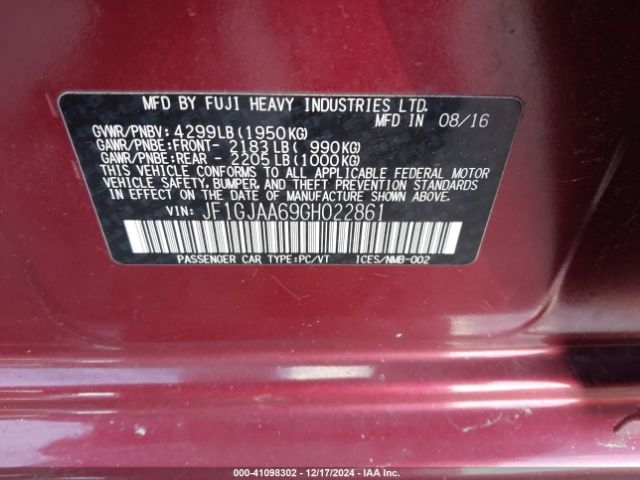 MFD BY FUJI HEAVY INDUSTRIES LTD.
MFD IN 08/16
GVWR/PNBV: 4299LB(1950KG)
GAWR/PNBE:FRONT- 2183LB( 990KG)
GAWR/PNBE:REAR - 2205LB(1000KG)
THIS VEHICLE CONFORMS TO ALL APPLICABLE FEDERAL MOTOR
VEHICLE SAFETY, BUMPER, AND THEFT PREVENTION STANDARDS
IN EFFECT ON THE DATE OF MANUFACTURE SHOWN ABOVE.
VIN: JF1GJAA69GH022861
PASSENGER CAR TYPE:PC/VT ICES/NMB-002
000-41098302 - 12/17/2024 - IAA Inc.